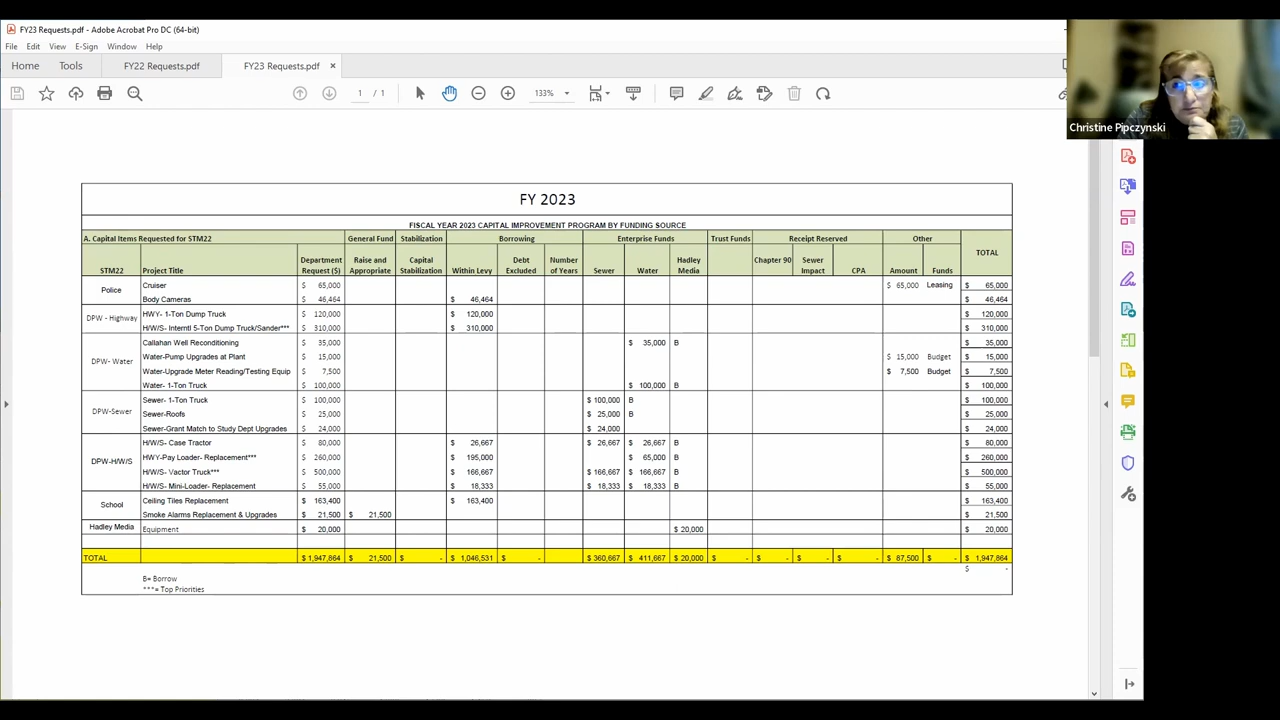 FY23 Requests.pdf - Adobe Acrobat Pro DC (64-bit)
File Edit View E-Sign Window Help
Home Tools FY22 Requests.pdf FY23 Requests.pdf ×
1 / 1 133%
Christine Pipczynski
FY 2023
FISCAL YEAR 2023 CAPITAL IMPROVEMENT PROGRAM BY FUNDING SOURCE
A. Capital Items Requested for STM22 General Fund Stabilization Borrowing Enterprise Funds Trust Funds Receipt Reserved Other TOTAL
STM22 Project Title Department Request ($) Raise and Appropriate Capital Stabilization Within Levy Debt Excluded Number of Years Sewer Water Hadley Media Chapter 90 Sewer Impact CPA Amount Funds
Police Cruiser $ 65,000 $ 65,000 Leasing $ 65,000
Body Cameras $ 46,464 $ 46,464 $ 46,464
DPW - Highway HWY- 1-Ton Dump Truck $ 120,000 $ 120,000 $ 120,000
H/W/S- Interntl 5-Ton Dump Truck/Sander*** $ 310,000 $ 310,000 $ 310,000
DPW- Water Callahan Well Reconditioning $ 35,000 $ 35,000 B $ 35,000
Water-Pump Upgrades at Plant $ 15,000 $ 15,000 Budget $ 15,000
Water-Upgrade Meter Reading/Testing Equip $ 7,500 $ 7,500 Budget $ 7,500
Water- 1-Ton Truck $ 100,000 $ 100,000 B $ 100,000
DPW-Sewer Sewer- 1-Ton Truck $ 100,000 $ 100,000 B $ 100,000
Sewer-Roofs $ 25,000 $ 25,000 B $ 25,000
Sewer-Grant Match to Study Dept Upgrades $ 24,000 $ 24,000 $ 24,000
DPW-H/W/S H/W/S- Case Tractor $ 80,000 $ 26,667 $ 26,667 $ 26,667 B $ 80,000
HWY-Pay Loader- Replacement*** $ 260,000 $ 195,000 $ 65,000 B $ 260,000
H/W/S- Vactor Truck*** $ 500,000 $ 166,667 $ 166,667 $ 166,667 B $ 500,000
H/W/S- Mini-Loader- Replacement $ 55,000 $ 18,333 $ 18,333 $ 18,333 B $ 55,000
School Ceiling Tiles Replacement $ 163,400 $ 163,400 $ 163,400
Smoke Alarms Replacement & Upgrades $ 21,500 $ 21,500 $ 21,500
Hadley Media Equipment $ 20,000 $ 20,000 $ 20,000
TOTAL $ 1,947,864 $ 21,500 $ - $ 1,046,531 $ - $ 360,667 $ 411,667 $ 20,000 $ - $ - $ - $ - $ 87,500 $ - $ 1,947,864
$ -
B= Borrow
***= Top Priorities